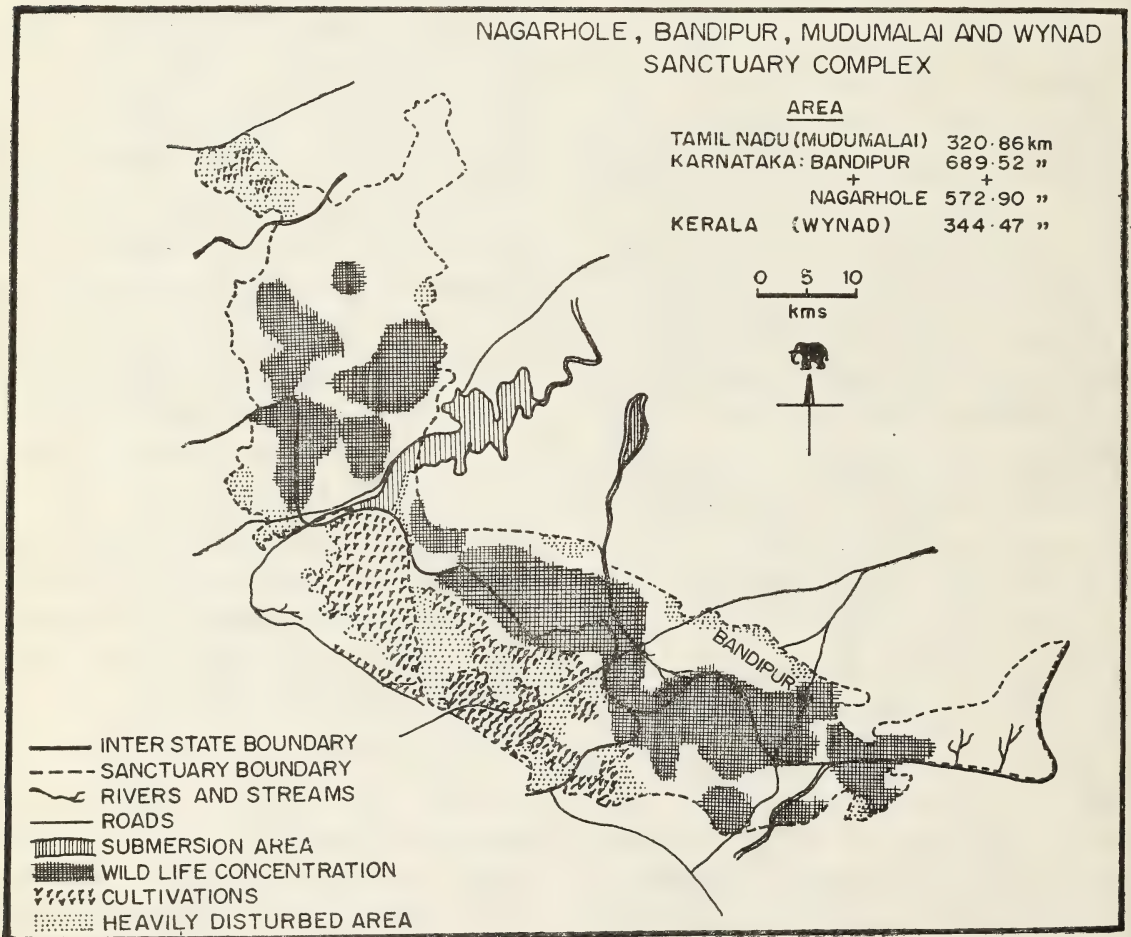 NAGARHOLE, BANDIPUR, MUDUMALAI AND WYNAD
SANCTUARY COMPLEX
AREA
TAMIL NADU (MUDUMALAI) 320·86 km
KARNATAKA: BANDIPUR 689·52 "
+ +
NAGARHOLE 572·90 "
KERALA (WYNAD) 344·47 "
0 5 10
kms
BANDIPUR
INTER STATE BOUNDARY
SANCTUARY BOUNDARY
RIVERS AND STREAMS
ROADS
SUBMERSION AREA
WILD LIFE CONCENTRATION
CULTIVATIONS
HEAVILY DISTURBED AREA